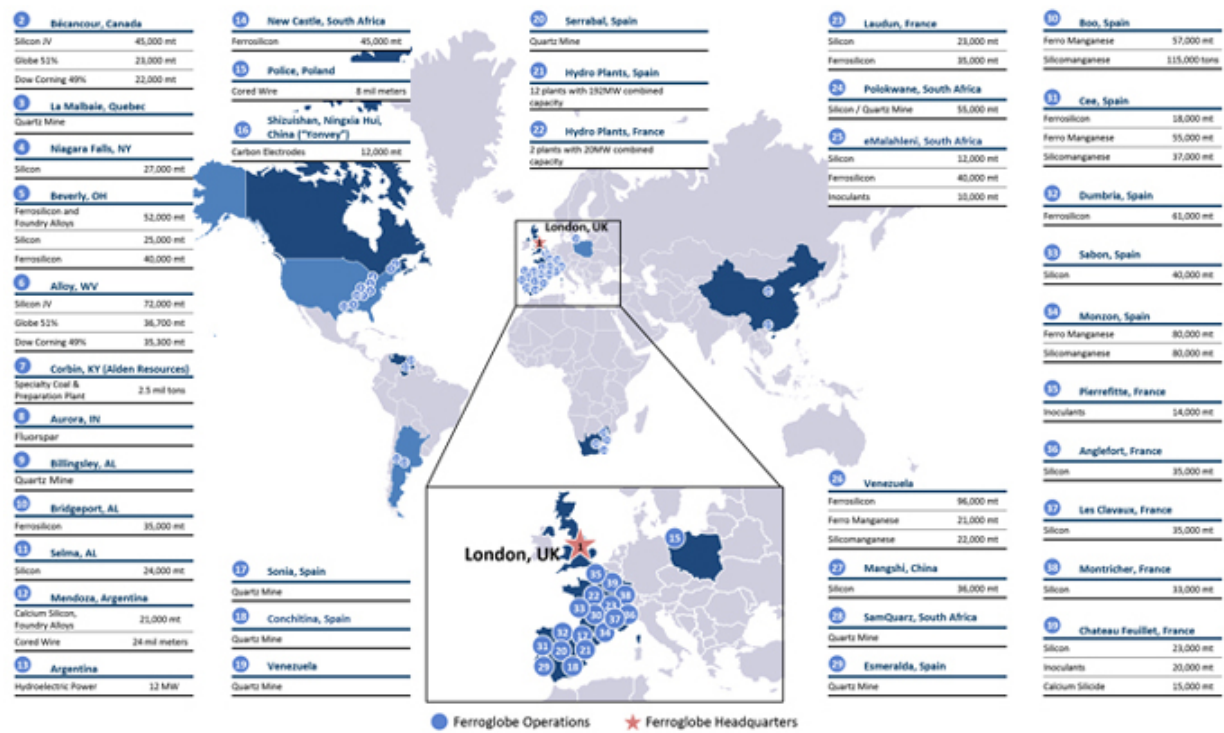 2 Bécancour, Canada
Silicon JV 45,000 mt
Globe 51% 23,000 mt
Dow Corning 49% 22,000 mt
3 La Malbaie, Quebec
Quartz Mine
4 Niagara Falls, NY
Silicon 27,000 mt
5 Beverly, OH
Ferrosilicon and
Foundry Alloys 52,000 mt
Silicon 25,000 mt
Ferrosilicon 40,000 mt
6 Alloy, WV
Silicon JV 72,000 mt
Globe 51% 36,700 mt
Dow Corning 49% 35,300 mt
7 Corbin, KY (Alden Resources)
Specialty Coal &
Preparation Plant 2.5 mil tons
8 Aurora, IN
Fluorspar
9 Billingsley, AL
Quartz Mine
10 Bridgeport, AL
Ferrosilicon 35,000 mt
11 Selma, AL
Silicon 24,000 mt
12 Mendoza, Argentina
Calcium Silicon,
Foundry Alloys 21,000 mt
Cored Wire 24 mil meters
13 Argentina
Hydroelectric Power 12 MW
14 New Castle, South Africa
Ferrosilicon 45,000 mt
15 Police, Poland
Cored Wire 8 mil meters
16 Shizuishan, Ningxia Hui,
China ("Yonvey")
Carbon Electrodes 12,000 mt
17 Sonia, Spain
Quartz Mine
18 Conchitina, Spain
Quartz Mine
19 Venezuela
Quartz Mine
20 Serrabal, Spain
Quartz Mine
21 Hydro Plants, Spain
12 plants with 192MW combined
capacity
22 Hydro Plants, France
2 plants with 20MW combined
capacity
London, UK
London, UK
1
15
35
39
22
38
33
23
30
37
36
32
12
34
31
20
21
29
18
23 Laudun, France
Silicon 23,000 mt
Ferrosilicon 35,000 mt
24 Polokwane, South Africa
Silicon / Quartz Mine 55,000 mt
25 eMalahleni, South Africa
Silicon 12,000 mt
Ferrosilicon 40,000 mt
Inoculants 10,000 mt
26 Venezuela
Ferrosilicon 96,000 mt
Ferro Manganese 21,000 mt
Silicomanganese 22,000 mt
27 Mangshi, China
Silicon 36,000 mt
28 SamQuarz, South Africa
Quartz Mine
29 Esmeralda, Spain
Quartz Mine
30 Boo, Spain
Ferro Manganese 57,000 mt
Silicomanganese 115,000 tons
31 Cee, Spain
Ferrosilicon 18,000 mt
Ferro Manganese 55,000 mt
Silicomanganese 37,000 mt
32 Dumbria, Spain
Ferrosilicon 61,000 mt
33 Sabon, Spain
Silicon 40,000 mt
34 Monzon, Spain
Ferro Manganese 80,000 mt
Silicomanganese 80,000 mt
35 Pierrefitte, France
Inoculants 14,000 mt
36 Anglefort, France
Silicon 35,000 mt
37 Les Clavaux, France
Silicon 35,000 mt
38 Montricher, France
Silicon 33,000 mt
39 Chateau Feuillet, France
Silicon 23,000 mt
Inoculants 20,000 mt
Calcium Silicide 15,000 mt
Ferroglobe Operations
Ferroglobe Headquarters